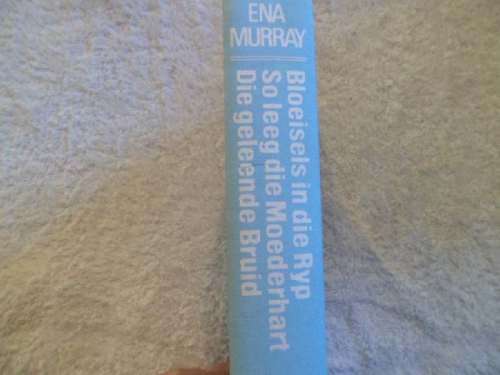 ENA
MURRAY
Bloeisels in die Ryp
So leeg die Moederhart
Die geleende Bruid